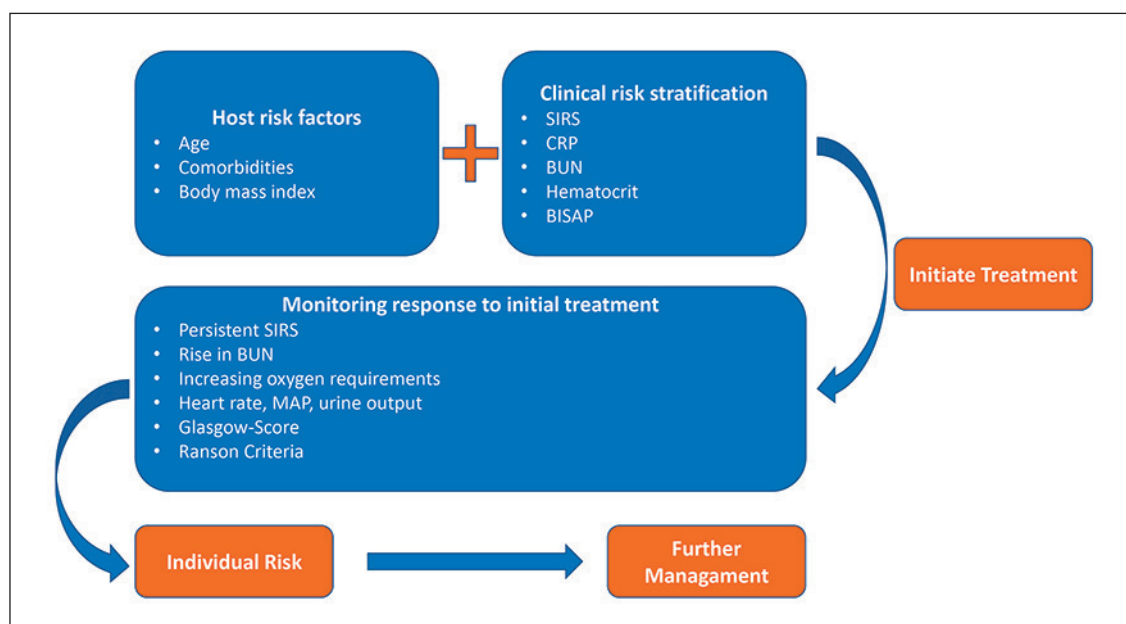 Host risk factors
• Age
• Comorbidities
• Body mass index
Clinical risk stratification
• SIRS
• CRP
• BUN
• Hematocrit
• BISAP
Initiate Treatment
Monitoring response to initial treatment
• Persistent SIRS
• Rise in BUN
• Increasing oxygen requirements
• Heart rate, MAP, urine output
• Glasgow-Score
• Ranson Criteria
Individual Risk
Further
Managament